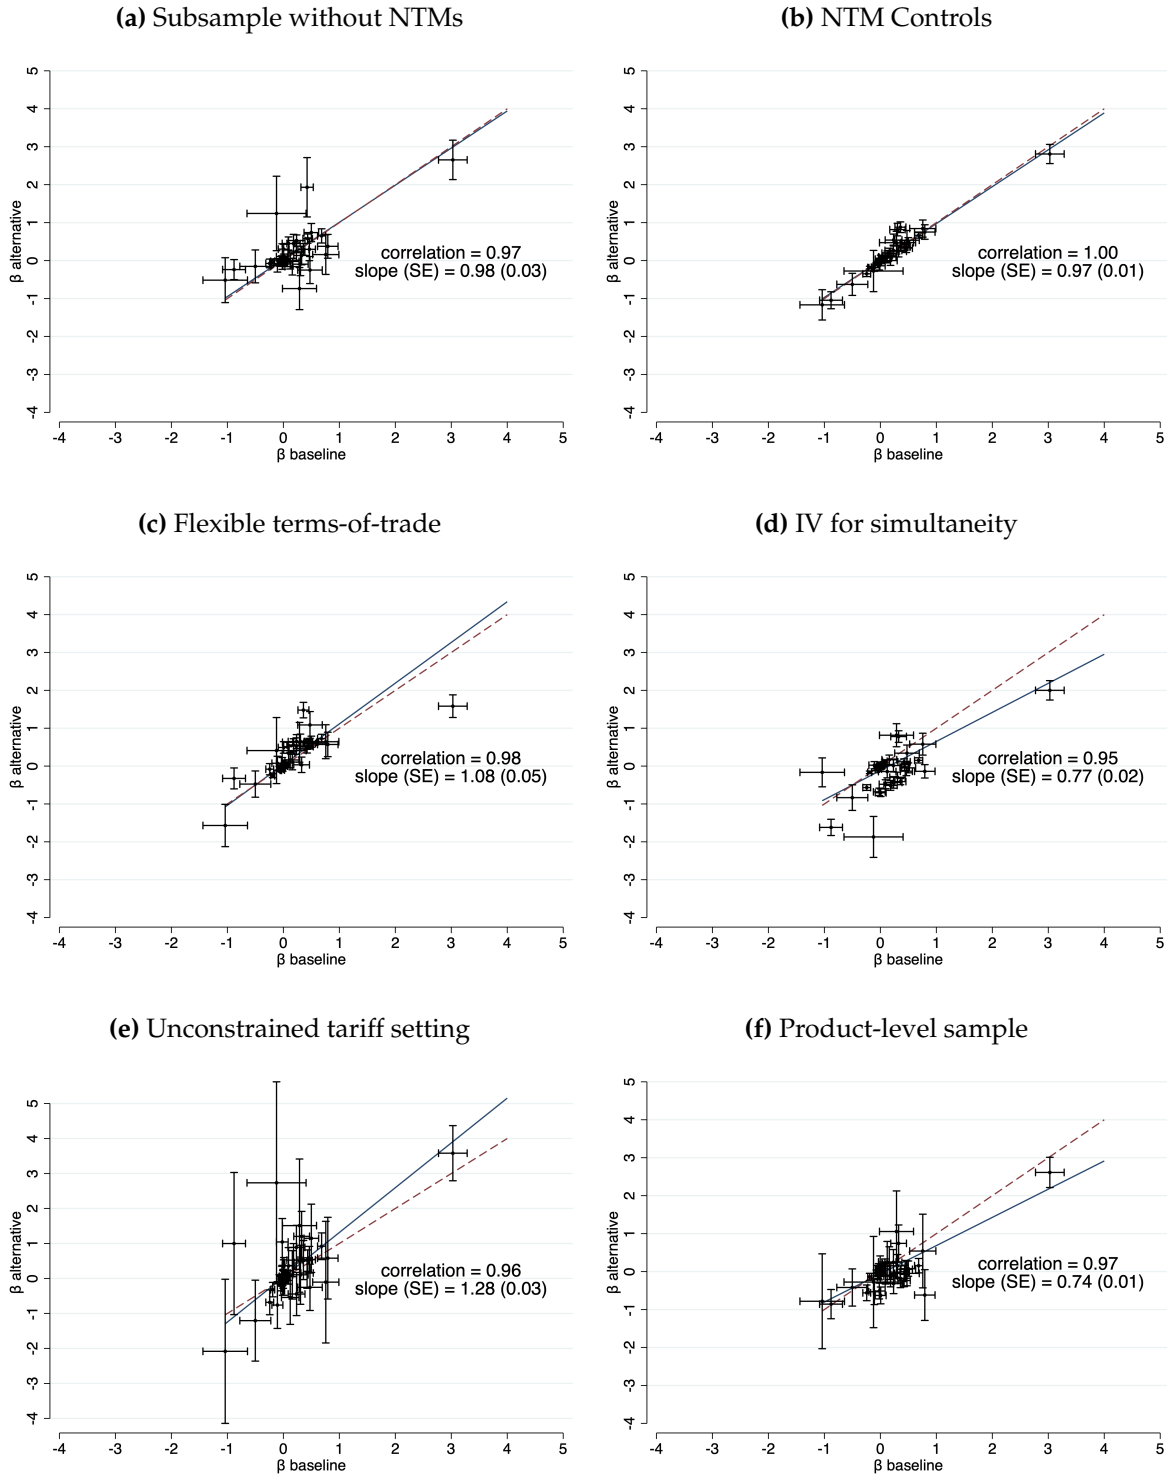 (a) Subsample without NTMs
5
4
3
2
1
0
-1
-2
-3
-4
β alternative
correlation = 0.97
slope (SE) = 0.98 (0.03)
-4 -3 -2 -1 0 1 2 3 4 5
β baseline
(b) NTM Controls
5
4
3
2
1
0
-1
-2
-3
-4
β alternative
correlation = 1.00
slope (SE) = 0.97 (0.01)
-4 -3 -2 -1 0 1 2 3 4 5
β baseline
(c) Flexible terms-of-trade
5
4
3
2
1
0
-1
-2
-3
-4
β alternative
correlation = 0.98
slope (SE) = 1.08 (0.05)
-4 -3 -2 -1 0 1 2 3 4 5
β baseline
(d) IV for simultaneity
5
4
3
2
1
0
-1
-2
-3
-4
β alternative
correlation = 0.95
slope (SE) = 0.77 (0.02)
-4 -3 -2 -1 0 1 2 3 4 5
β baseline
(e) Unconstrained tariff setting
5
4
3
2
1
0
-1
-2
-3
-4
β alternative
correlation = 0.96
slope (SE) = 1.28 (0.03)
-4 -3 -2 -1 0 1 2 3 4 5
β baseline
(f) Product-level sample
5
4
3
2
1
0
-1
-2
-3
-4
β alternative
correlation = 0.97
slope (SE) = 0.74 (0.01)
-4 -3 -2 -1 0 1 2 3 4 5
β baseline